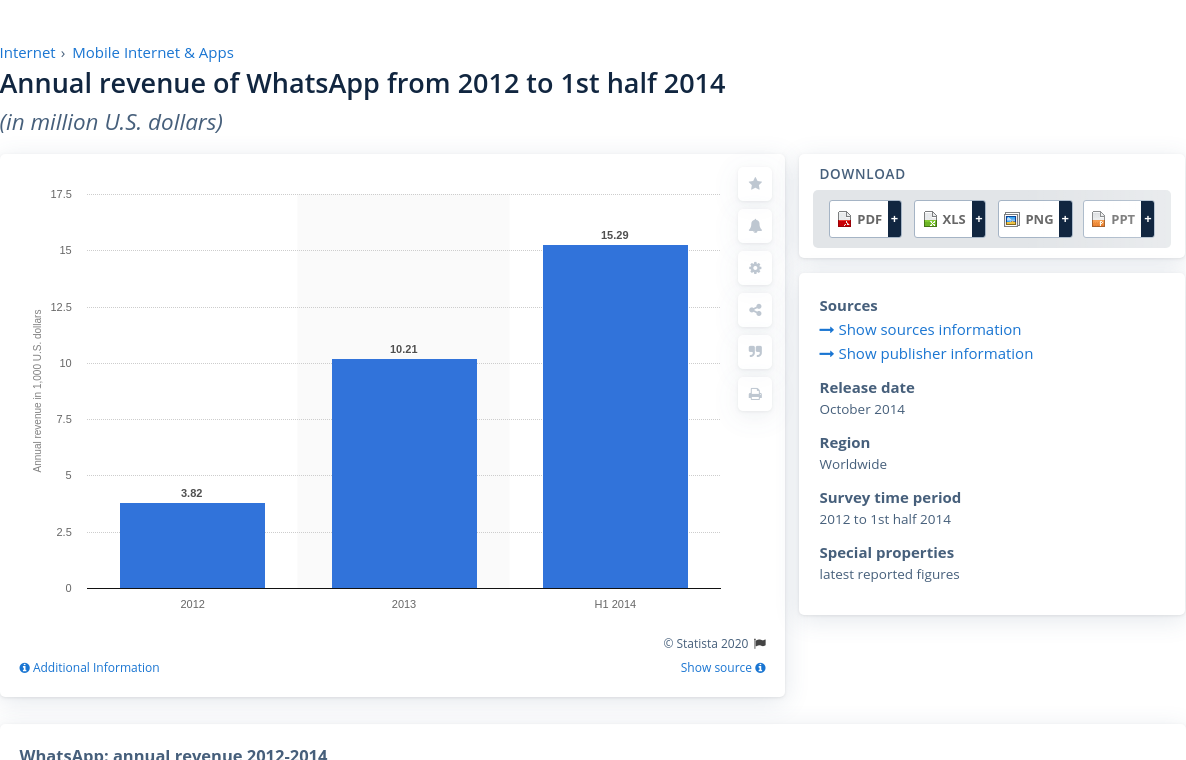 Internet › Mobile Internet & Apps
Annual revenue of WhatsApp from 2012 to 1st half 2014
(in million U.S. dollars)
Annual revenue in 1,000 U.S. dollars
17.5
15
12.5
10
7.5
5
2.5
0
3.82
10.21
15.29
2012
2013
H1 2014
© Statista 2020
Additional Information
Show source
DOWNLOAD
PDF +
XLS +
PNG +
PPT +
Sources
Show sources information
Show publisher information
Release date
October 2014
Region
Worldwide
Survey time period
2012 to 1st half 2014
Special properties
latest reported figures
WhatsApp: annual revenue 2012-2014